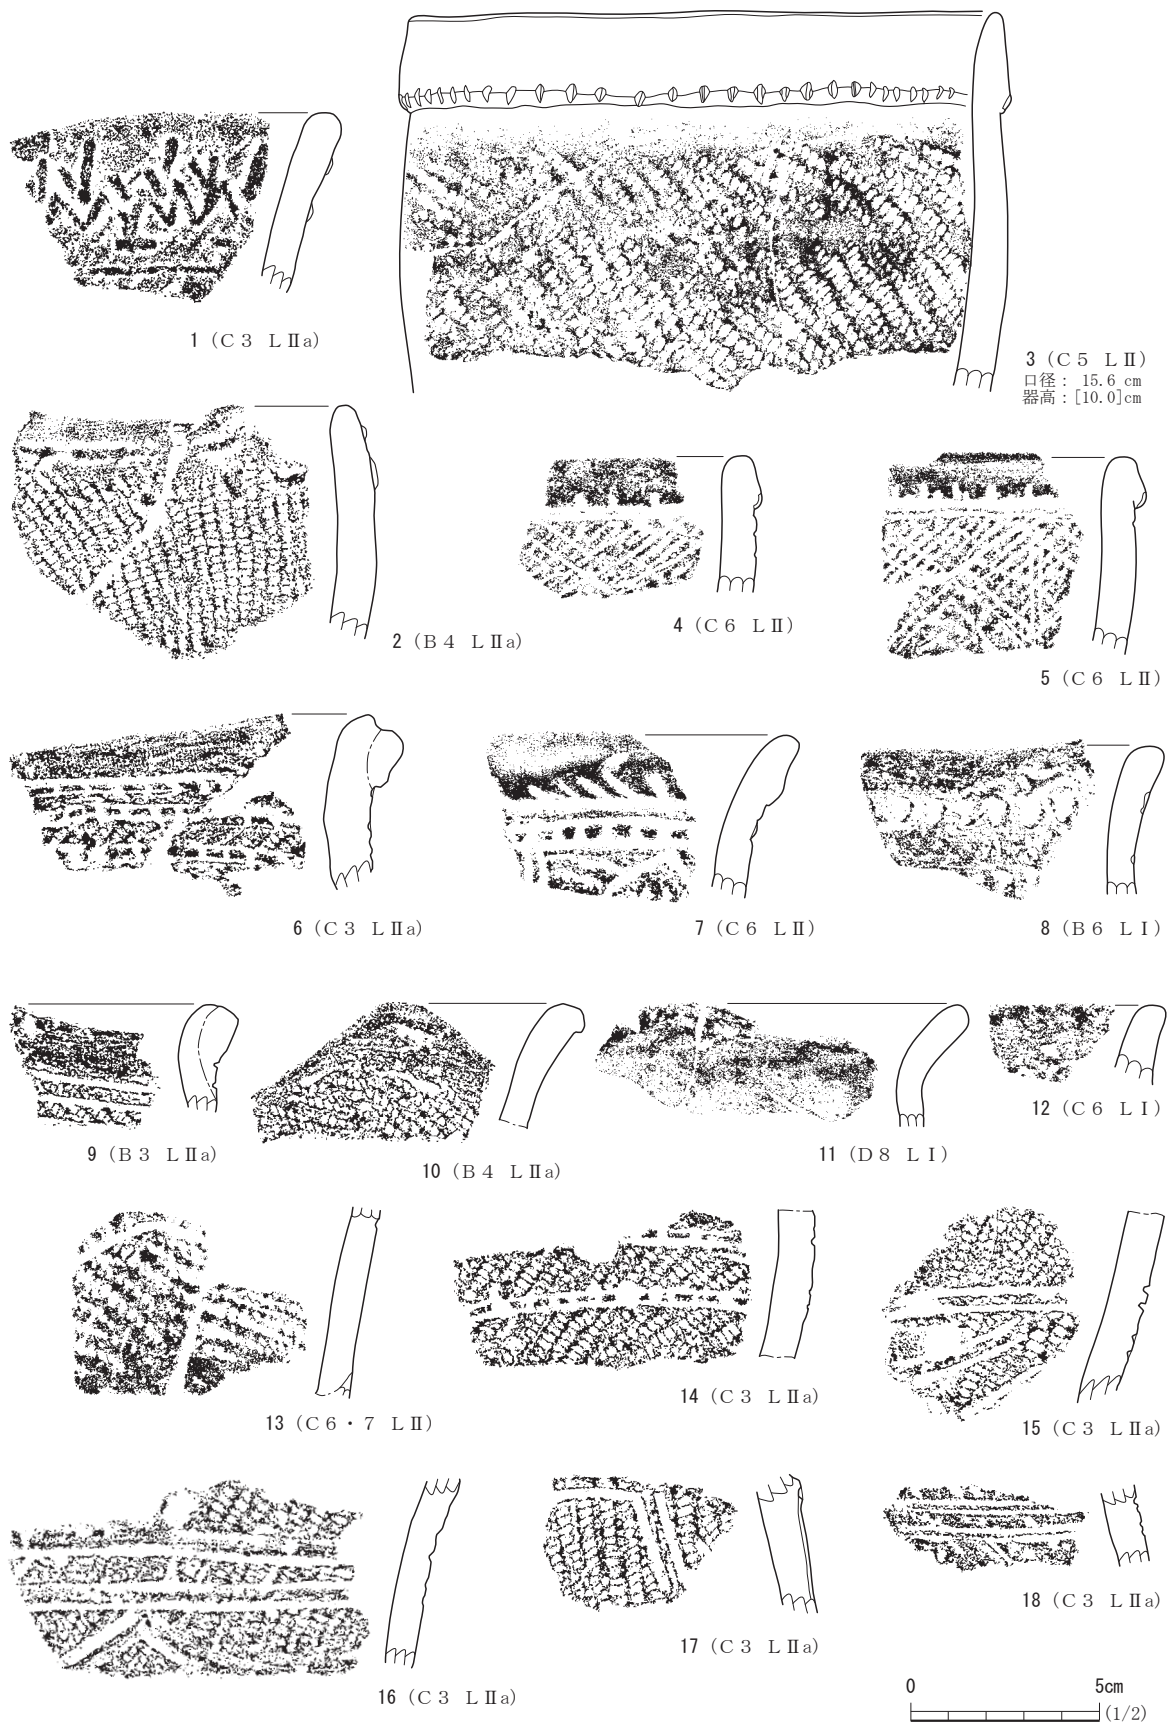 1（C3 LⅡa）
3（C5 LⅡ）
口径： 15.6 cm
器高：[10.0]cm
2（B4 LⅡa）
4（C6 LⅡ）
5（C6 LⅡ）
6（C3 LⅡa）
7（C6 LⅡ）
8（B6 LⅠ）
9（B3 LⅡa）
10（B4 LⅡa）
11（D8 LⅠ）
12（C6 LⅠ）
13（C6・7 LⅡ）
14（C3 LⅡa）
15（C3 LⅡa）
16（C3 LⅡa）
17（C3 LⅡa）
18（C3 LⅡa）
0 5cm
(1/2)